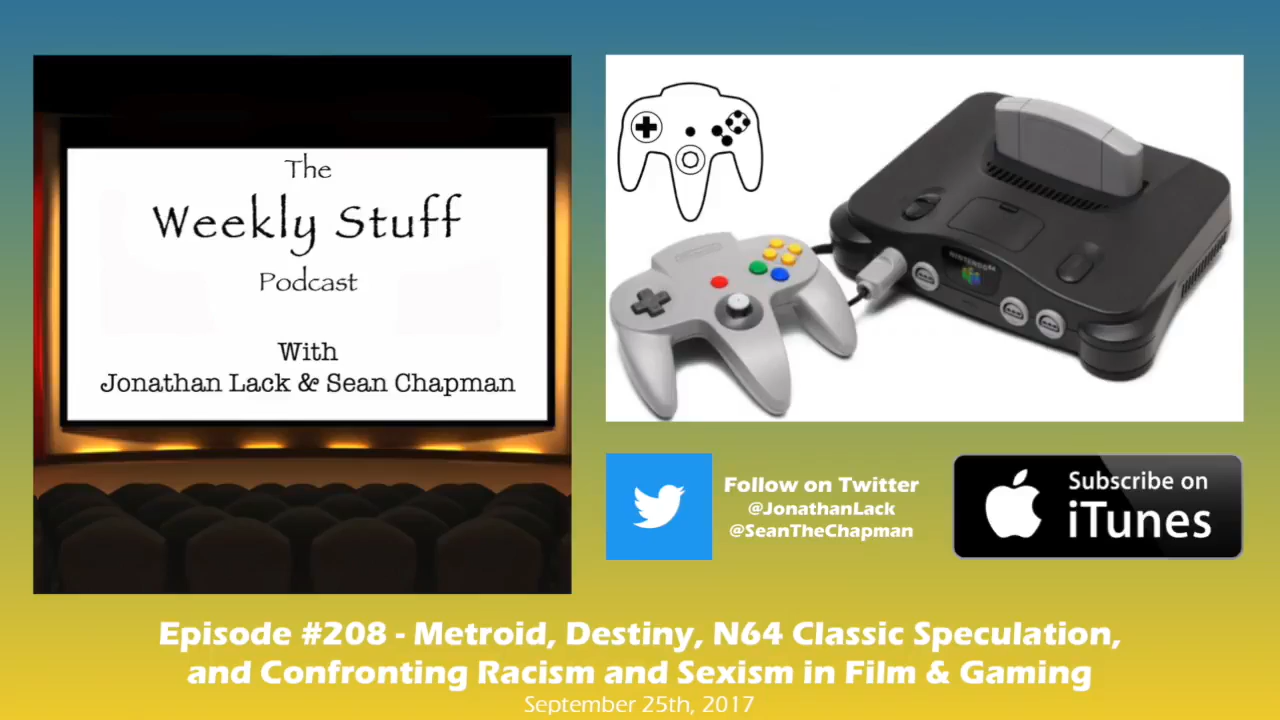 The
Weekly Stuff
Podcast
With
Jonathan Lack & Sean Chapman
NINTENDO64
Follow on Twitter
@JonathanLack
@SeanTheChapman
Subscribe on
iTunes
Episode #208 - Metroid, Destiny, N64 Classic Speculation,
and Confronting Racism and Sexism in Film & Gaming
September 25th, 2017